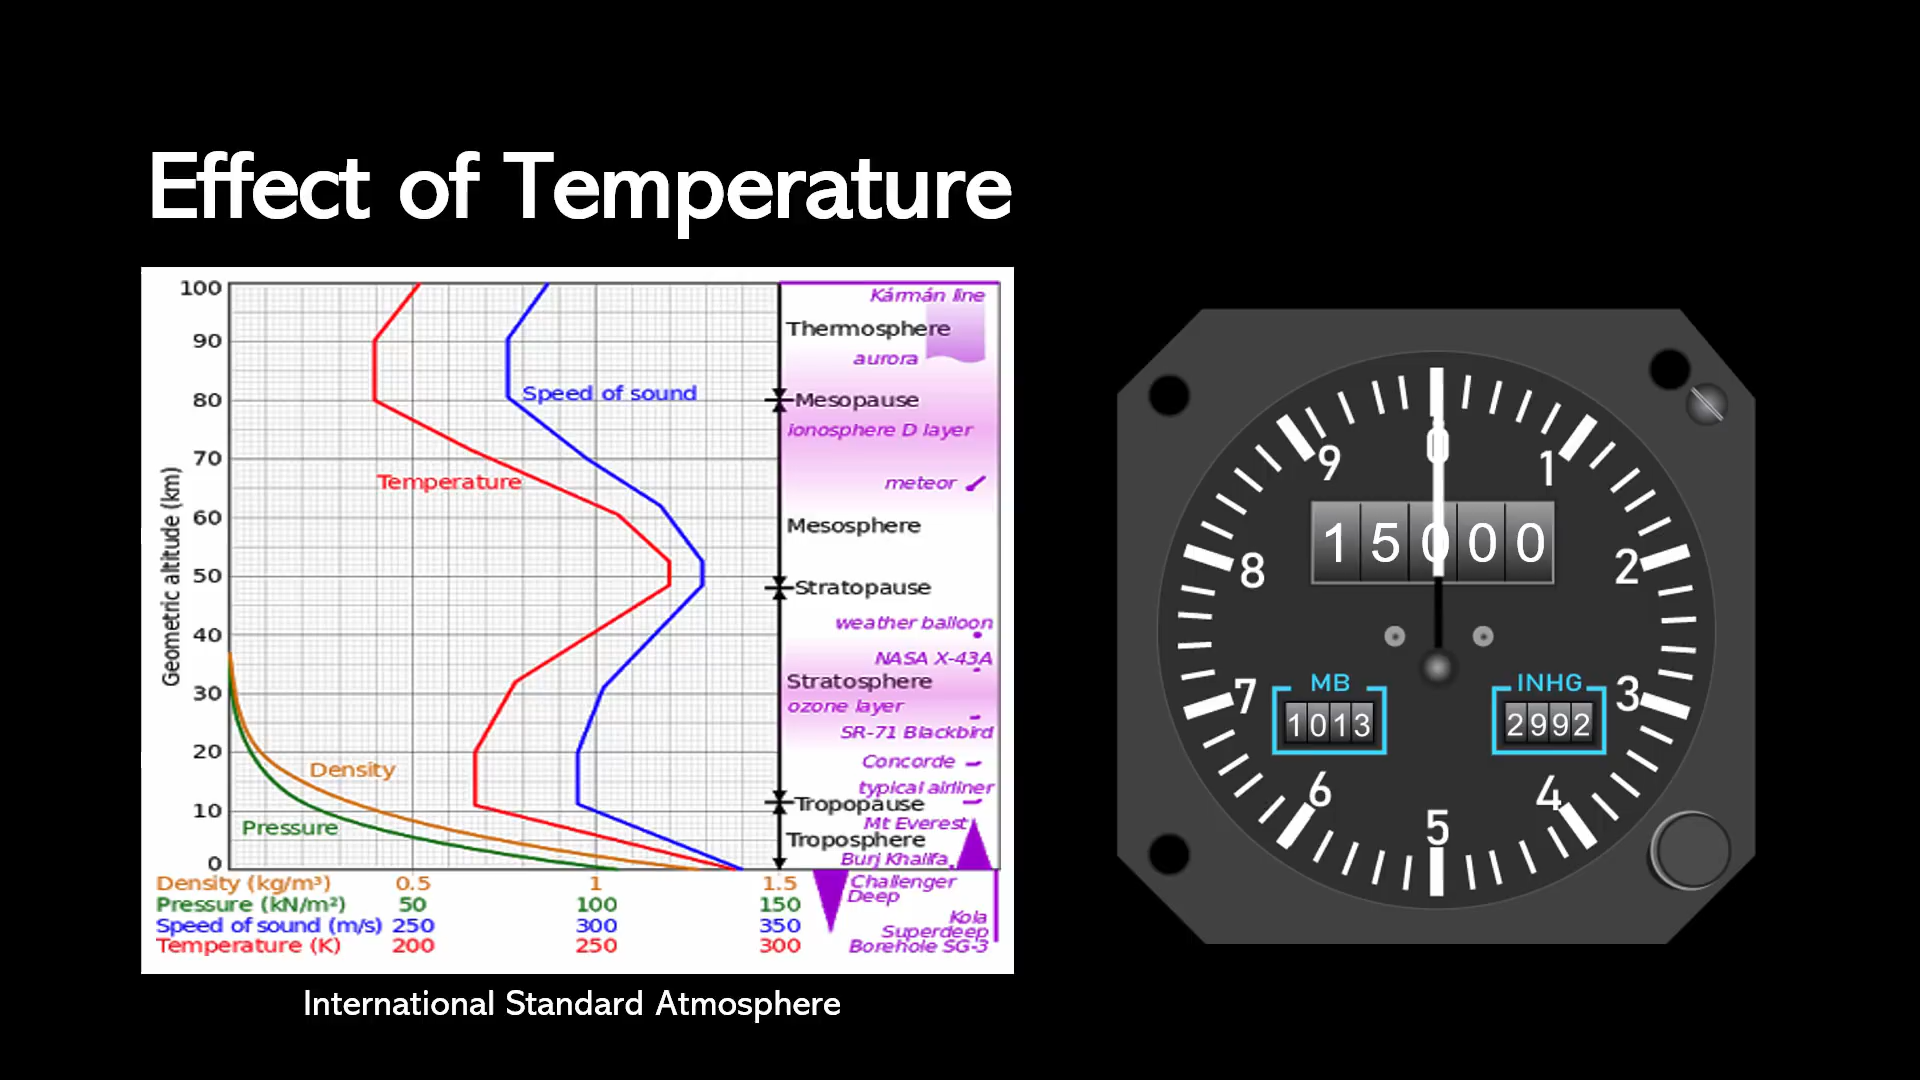 Effect of Temperature
100
90
80
70
60
50
40
30
20
10
0
Geometric altitude (km)
Temperature
Speed of sound
Density
Pressure
Kármán line
Thermosphere
aurora
Mesopause
ionosphere D layer
meteor
Mesosphere
Stratopause
weather balloon
NASA X-43A
Stratosphere
ozone layer
SR-71 Blackbird
Concorde
typical airliner
Tropopause
Mt Everest
Troposphere
Burj Khalifa
Challenger
Deep
Kola
Superdeep
Borehole SG-3
Density (kg/m³) 0.5 1 1.5
Pressure (kN/m²) 50 100 150
Speed of sound (m/s) 250 300 350
Temperature (K) 200 250 300
International Standard Atmosphere
0
1
2
3
4
5
6
7
8
9
15000
MB
1013
INHG
2992